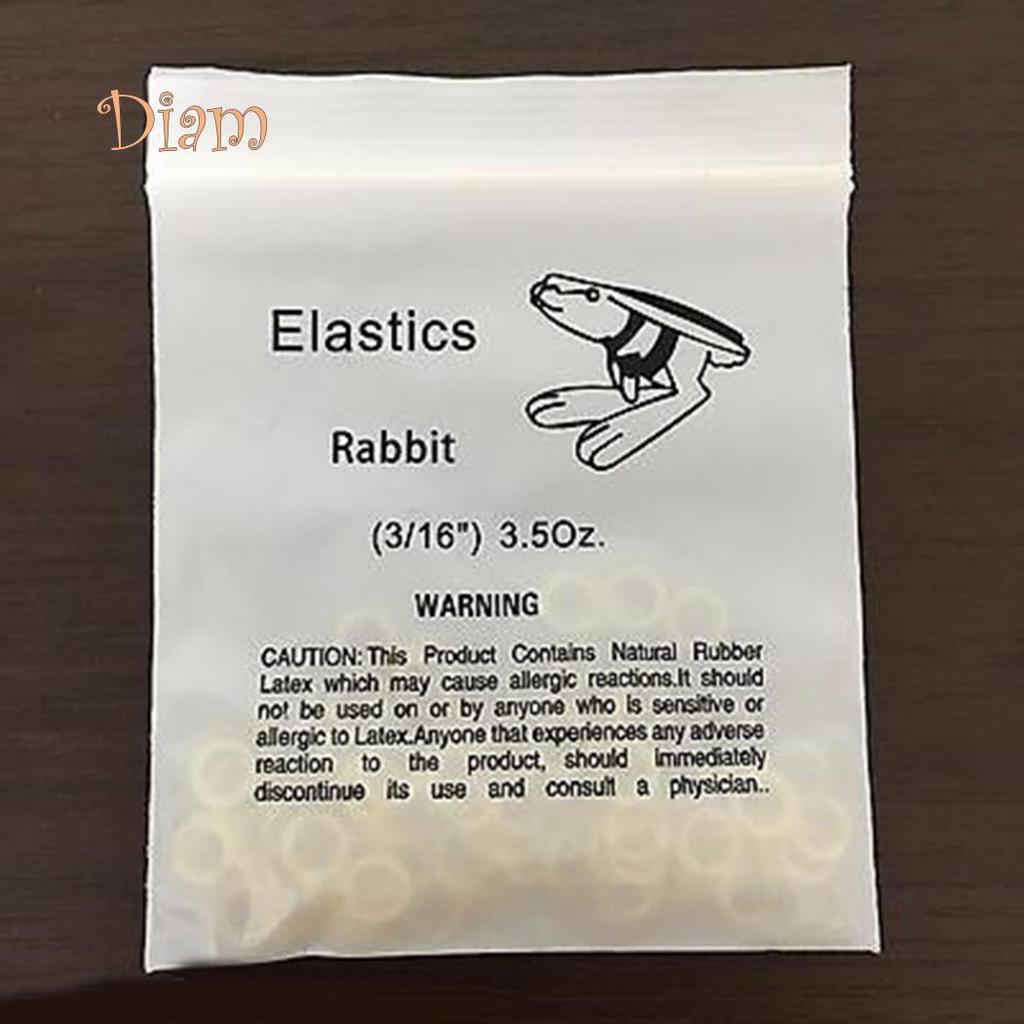 Diam
Elastics
Rabbit
(3/16") 3.5Oz.
WARNING
CAUTION: This Product Contains Natural Rubber
Latex which may cause allergic reactions.It should
not be used on or by anyone who is sensitive or
allergic to Latex.Anyone that experiences any adverse
reaction to the product, should immediately
discontinue its use and consult a physician..